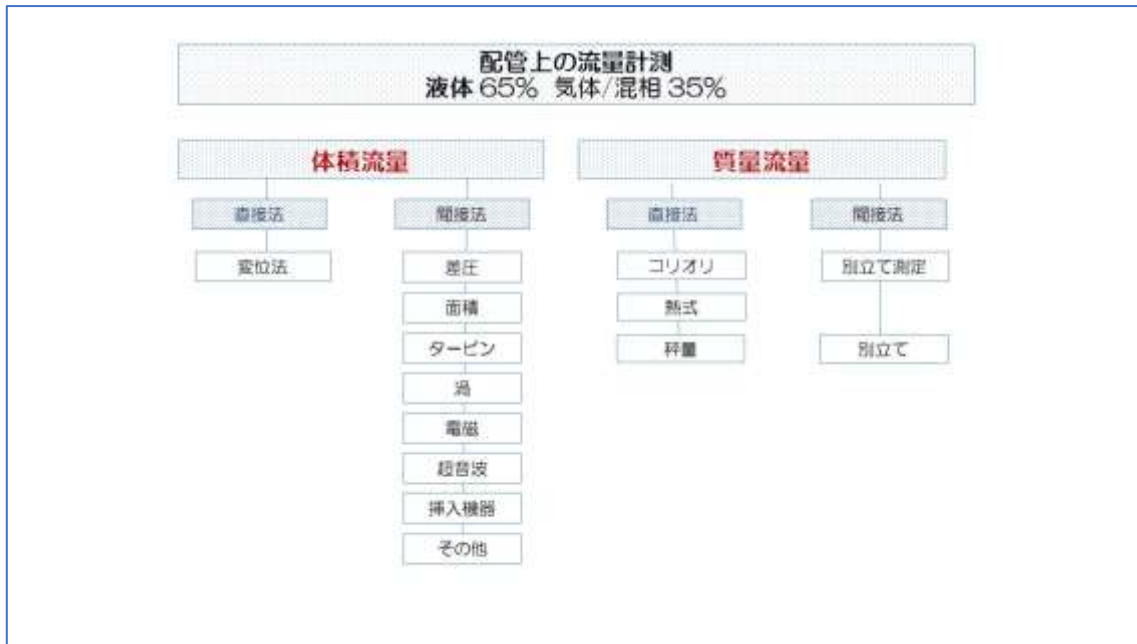 配管上の流量計測
液体 65% 気体/混相 35%
体積流量
質量流量
直接法
間接法
直接法
間接法
変位法
差圧
面積
タービン
渦
電磁
超音波
挿入機器
その他
コリオリ
熱式
秤量
別立て測定
別立て